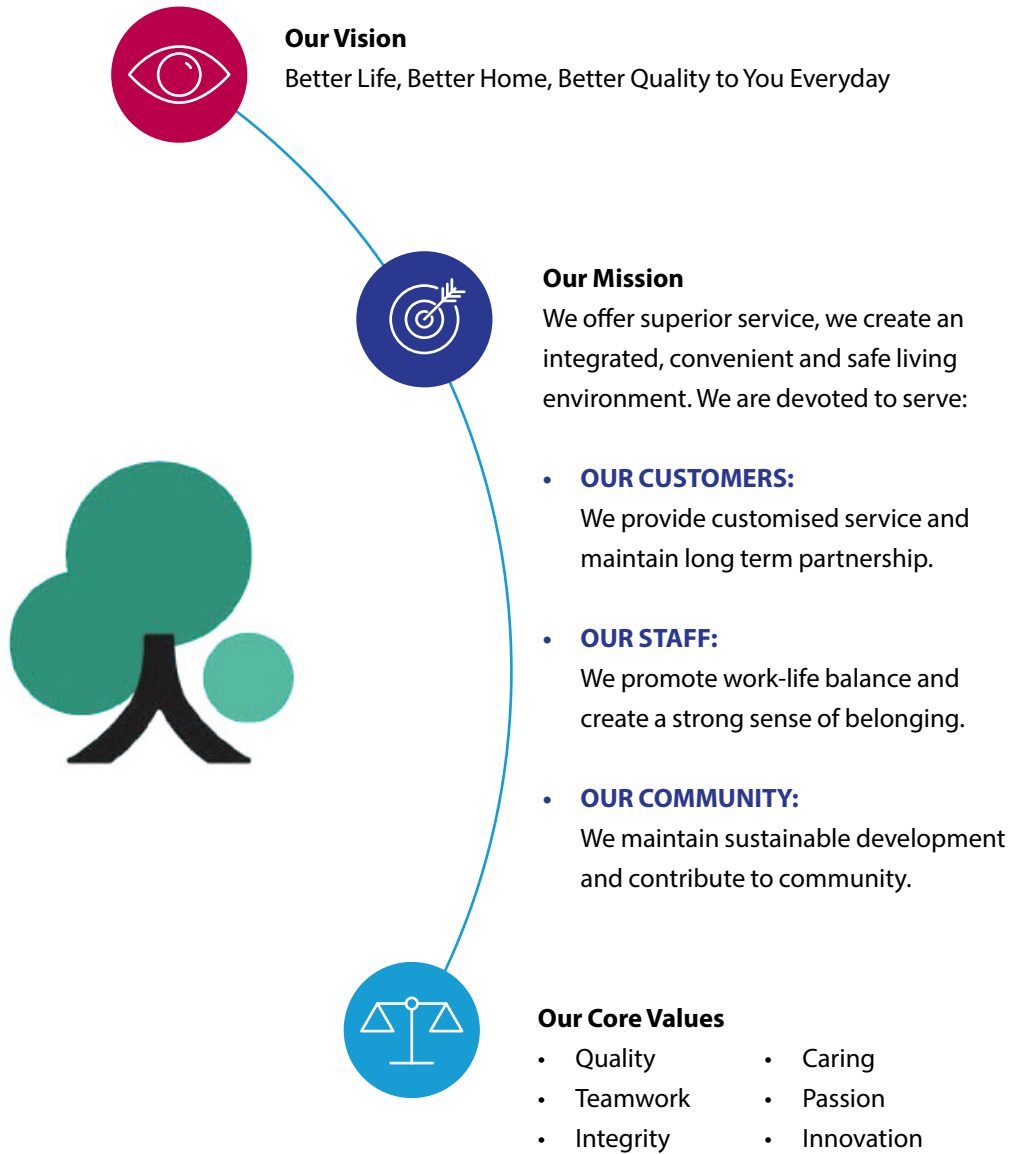 Our Vision
Better Life, Better Home, Better Quality to You Everyday
Our Mission
We offer superior service, we create an
integrated, convenient and safe living
environment. We are devoted to serve:
• OUR CUSTOMERS:
We provide customised service and
maintain long term partnership.
• OUR STAFF:
We promote work-life balance and
create a strong sense of belonging.
• OUR COMMUNITY:
We maintain sustainable development
and contribute to community.
Our Core Values
• Quality
• Teamwork
• Integrity
• Caring
• Passion
• Innovation